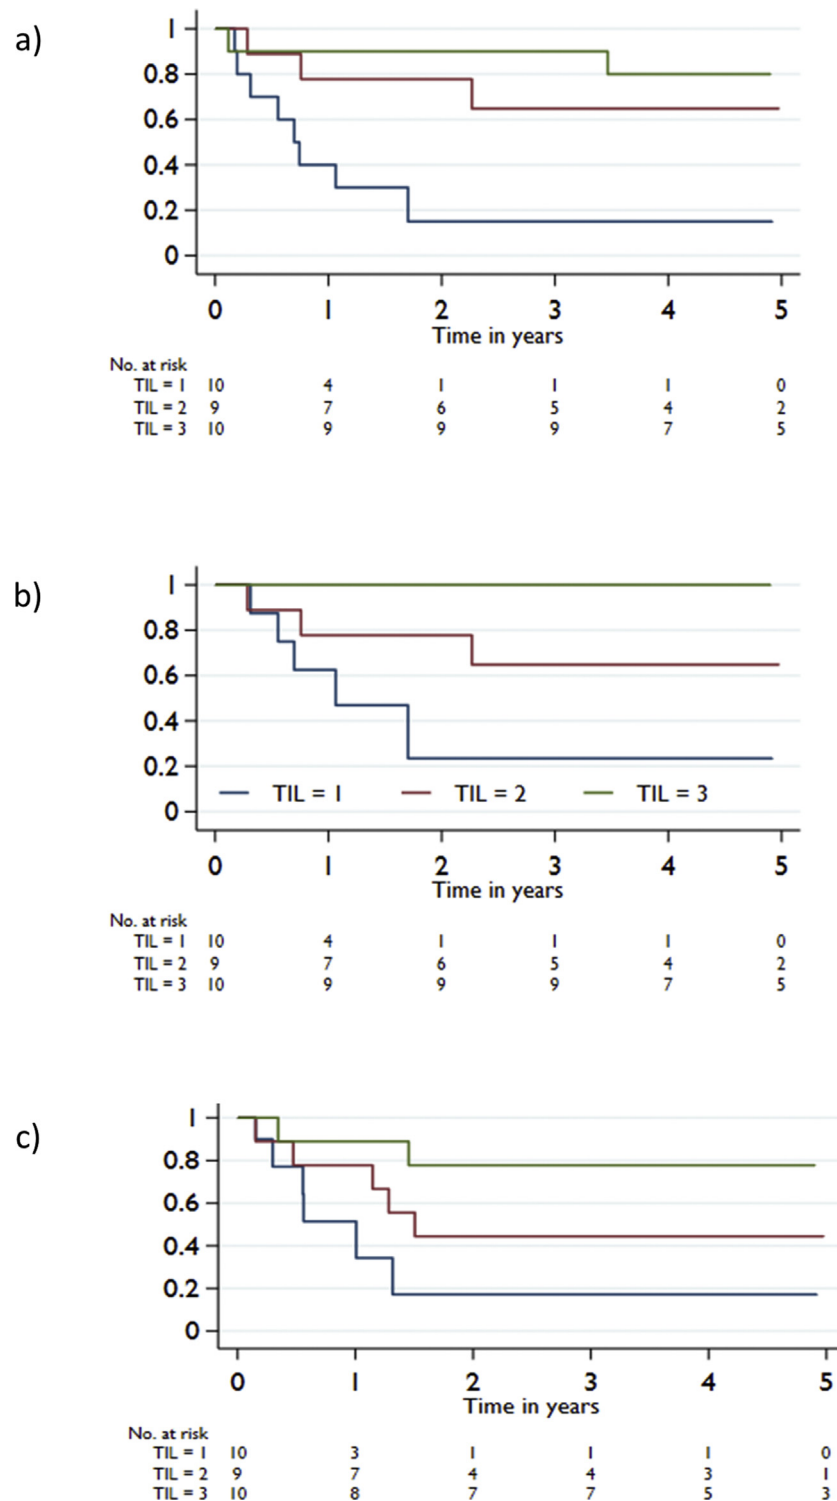 a)
1
0.8
0.6
0.4
0.2
0
0 1 2 3 4 5
Time in years
No. at risk
TIL = 1 10 4 1 1 1 0
TIL = 2 9 7 6 5 4 2
TIL = 3 10 9 9 9 7 5
b)
1
0.8
0.6
0.4
0.2
0
TIL = 1 TIL = 2 TIL = 3
0 1 2 3 4 5
Time in years
No. at risk
TIL = 1 10 4 1 1 1 0
TIL = 2 9 7 6 5 4 2
TIL = 3 10 9 9 9 7 5
c)
1
0.8
0.6
0.4
0.2
0
0 1 2 3 4 5
Time in years
No. at risk
TIL = 1 10 3 1 1 1 0
TIL = 2 9 7 4 4 3 1
TIL = 3 10 8 7 7 5 3